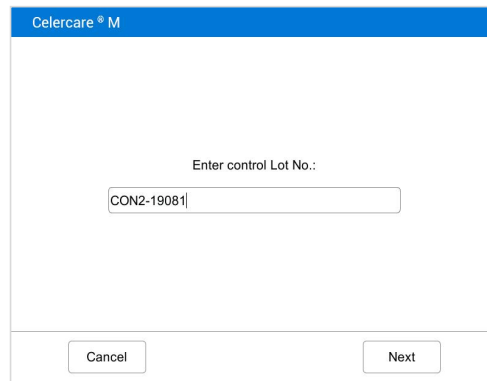 Celercare ® M
Enter control Lot No.:
CON2-19081
Cancel
Next